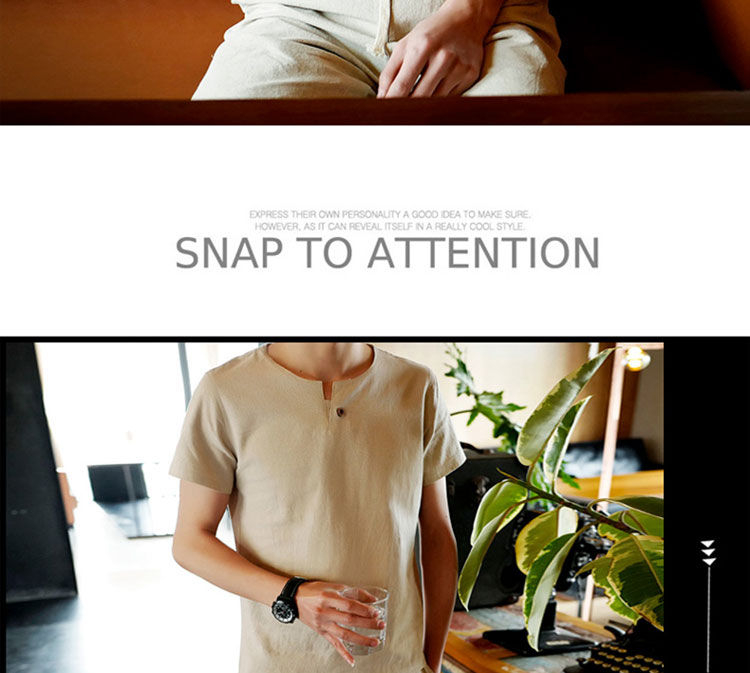 EXPRESS THEIR OWN PERSONALITY A GOOD IDEA TO MAKE SURE.
HOWEVER, AS IT CAN REVEAL ITSELF IN A REALLY COOL STYLE.
SNAP TO ATTENTION